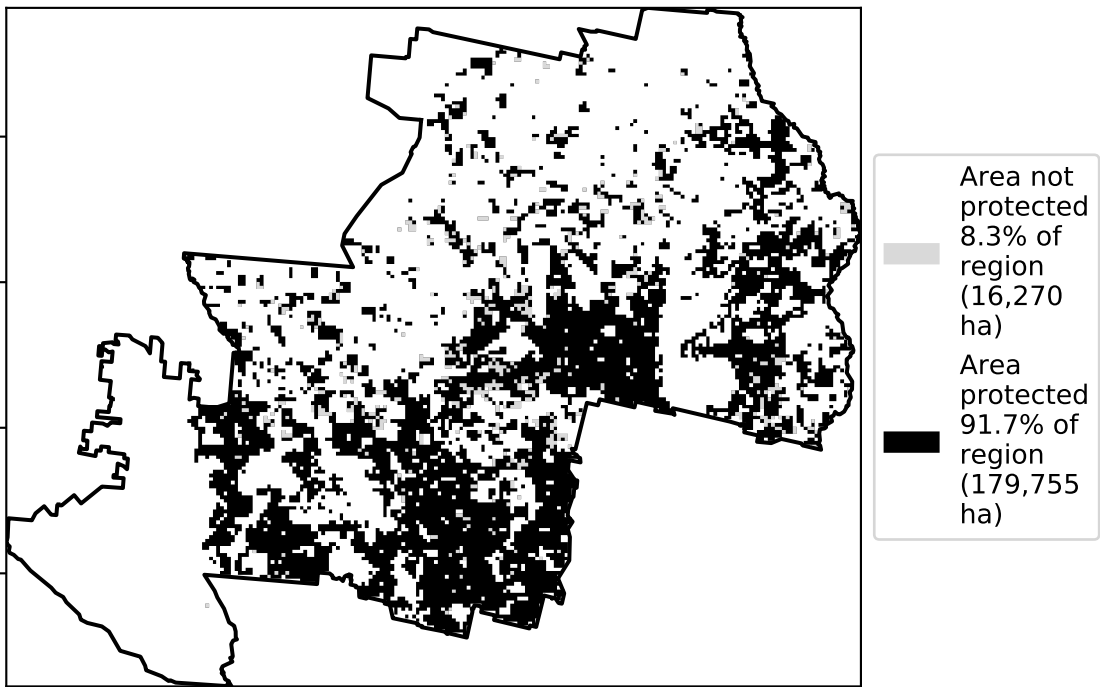 Area not
protected
8.3% of
region
(16,270
ha)
Area
protected
91.7% of
region
(179,755
ha)